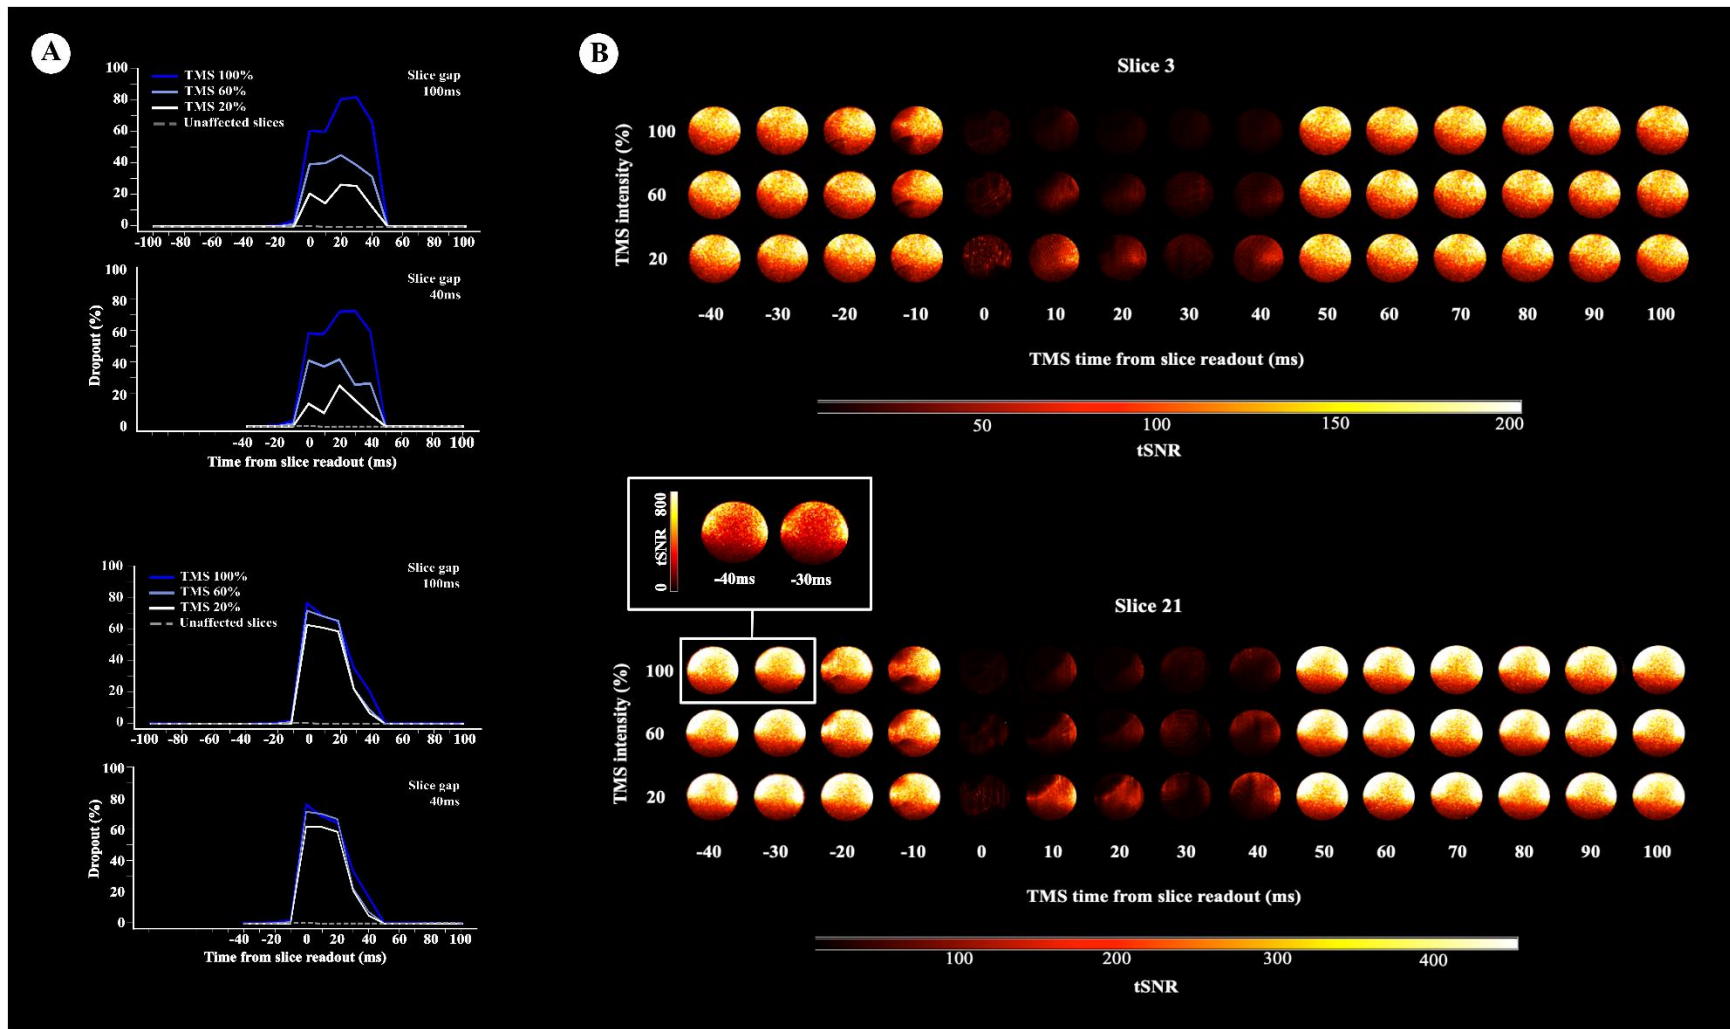 A
100
80
60
40
20
0
TMS 100%
TMS 60%
TMS 20%
Unaffected slices
Slice gap
100ms
-100 -80 -60 -40 -20 0 20 40 60 80 100
100
80
60
40
20
0
Slice gap
40ms
Dropout (%)
-40 -20 0 20 40 60 80 100
Time from slice readout (ms)
100
80
60
40
20
0
TMS 100%
TMS 60%
TMS 20%
Unaffected slices
Slice gap
100ms
-100 -80 -60 -40 -20 0 20 40 60 80 100
100
80
60
40
20
0
Slice gap
40ms
Dropout (%)
-40 -20 0 20 40 60 80 100
Time from slice readout (ms)
B
Slice 3
TMS intensity (%)
100
60
20
-40 -30 -20 -10 0 10 20 30 40 50 60 70 80 90 100
TMS time from slice readout (ms)
50 100 150 200
tSNR
0 tSNR 800
-40ms -30ms
Slice 21
TMS intensity (%)
100
60
20
-40 -30 -20 -10 0 10 20 30 40 50 60 70 80 90 100
TMS time from slice readout (ms)
100 200 300 400
tSNR